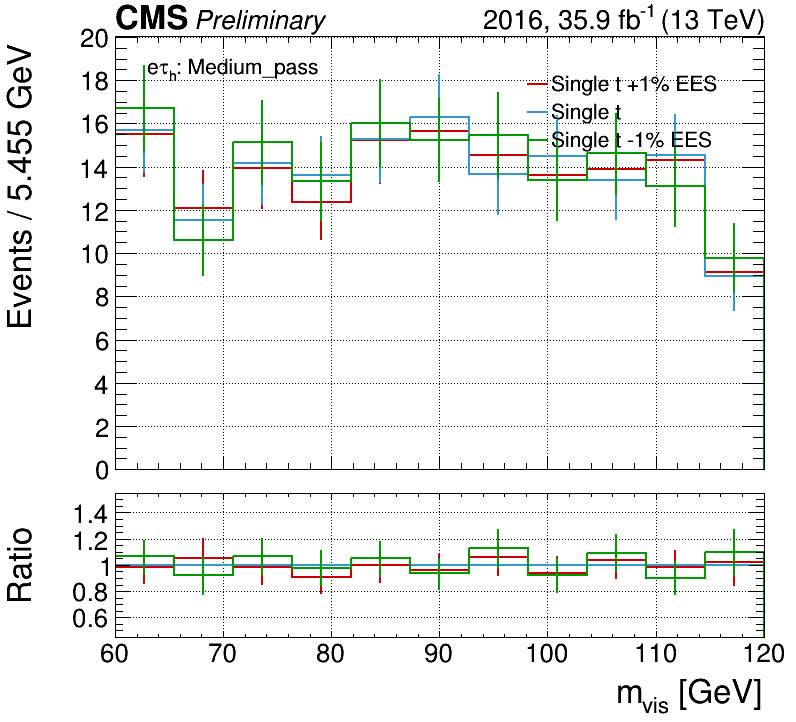 CMS Preliminary 2016, 35.9 fb⁻¹ (13 TeV)
eτₕ: Medium_pass
Single t +1% EES
Single t
Single t -1% EES
Events / 5.455 GeV
20
18
16
14
12
10
8
6
4
2
0
Ratio
1.4
1.2
1
0.8
0.6
60 70 80 90 100 110 120
m_vis [GeV]